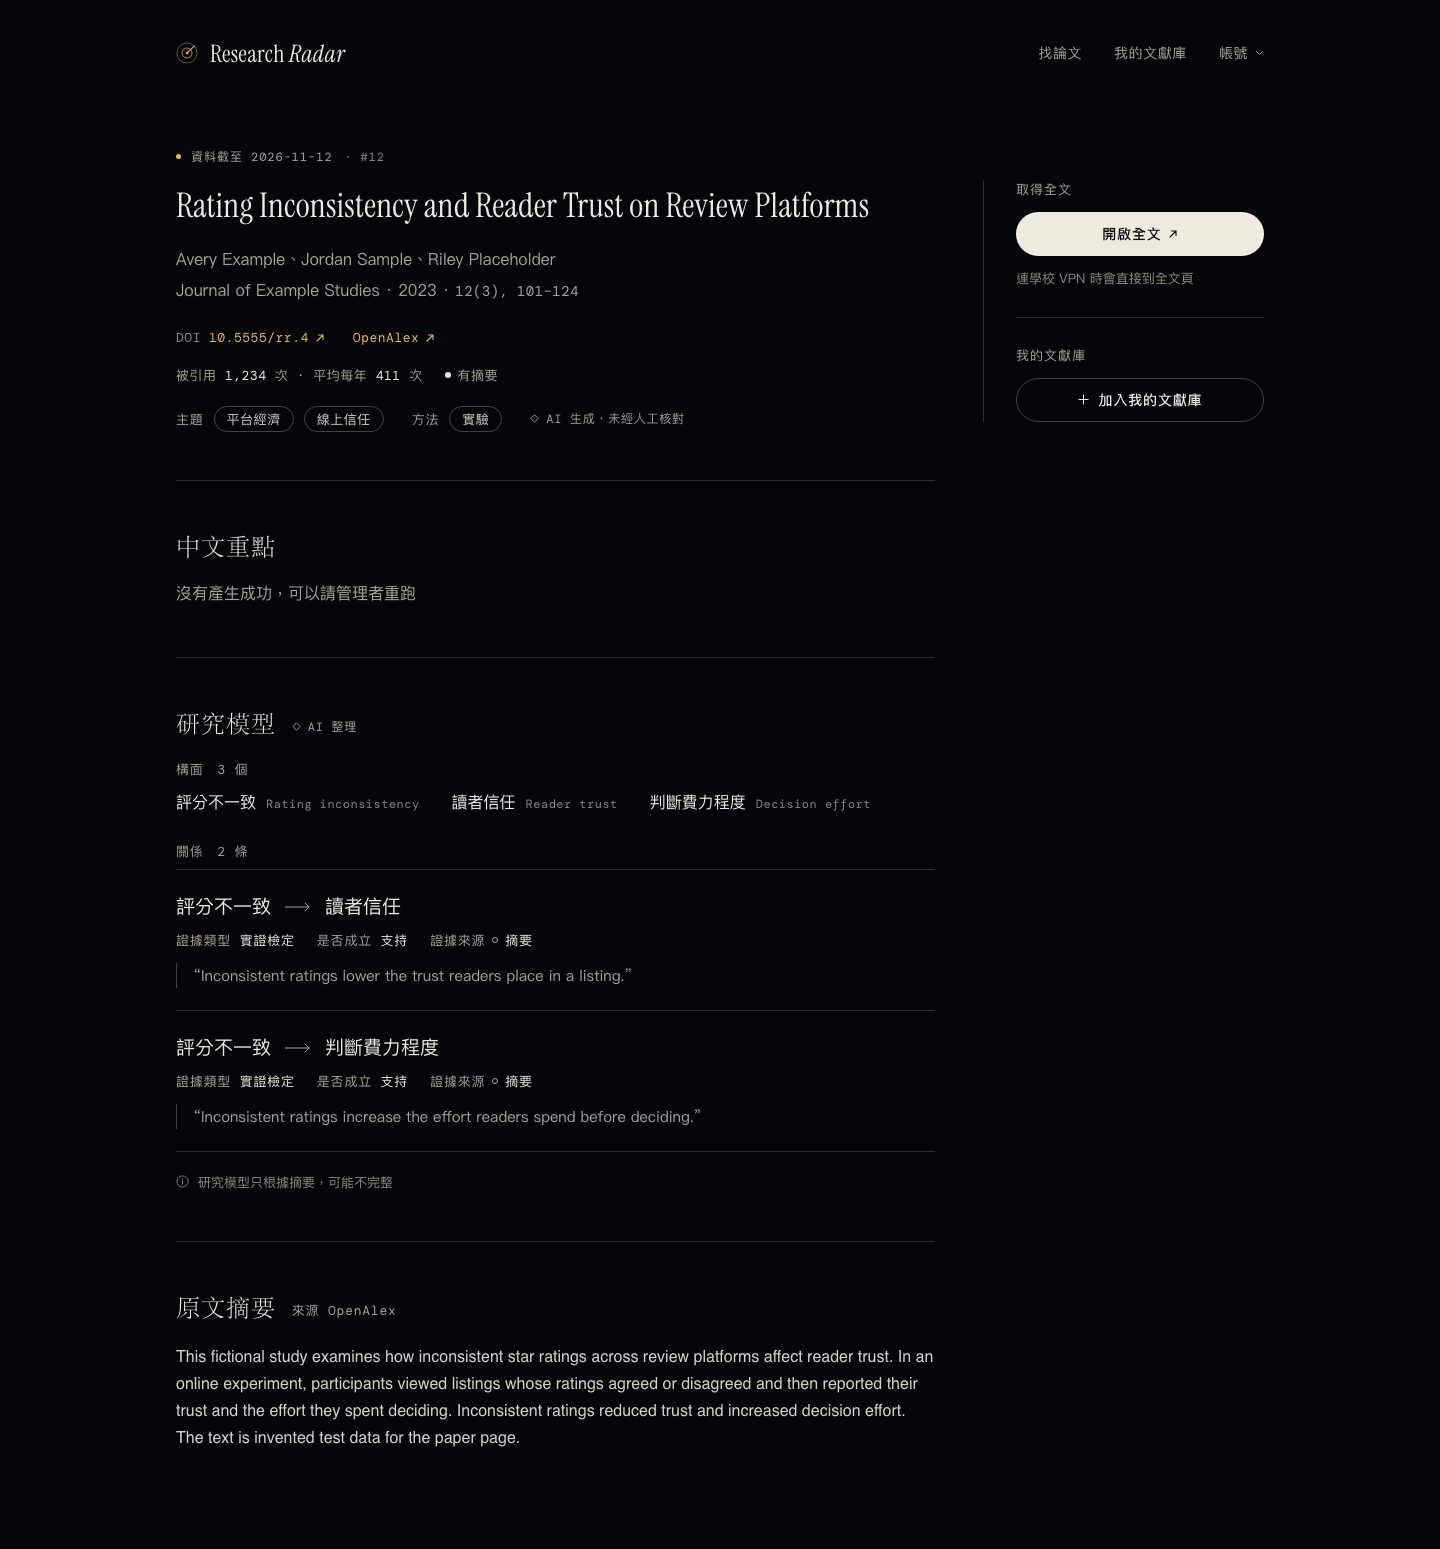 Research Radar
找論文 我的文獻庫 帳號
資料截至 2026-11-12 · #12
Rating Inconsistency and Reader Trust on Review Platforms
Avery Example、Jordan Sample、Riley Placeholder
Journal of Example Studies · 2023 · 12(3), 101–124
DOI 10.5555/rr.4 ↗ OpenAlex ↗
被引用 1,234 次 · 平均每年 411 次 有摘要
主題 平台經濟 線上信任 方法 實驗 ◇ AI 生成·未經人工核對
取得全文
開啟全文 ↗
連學校 VPN 時會直接到全文頁
我的文獻庫
+ 加入我的文獻庫
中文重點
沒有產生成功，可以請管理者重跑
研究模型 ◇ AI 整理
構面 3 個
評分不一致 Rating inconsistency 讀者信任 Reader trust 判斷費力程度 Decision effort
關係 2 條
評分不一致 → 讀者信任
證據類型 實證檢定 是否成立 支持 證據來源 ○ 摘要
“Inconsistent ratings lower the trust readers place in a listing.”
評分不一致 → 判斷費力程度
證據類型 實證檢定 是否成立 支持 證據來源 ○ 摘要
“Inconsistent ratings increase the effort readers spend before deciding.”
研究模型只根據摘要，可能不完整
原文摘要 來源 OpenAlex
This fictional study examines how inconsistent star ratings across review platforms affect reader trust. In an
online experiment, participants viewed listings whose ratings agreed or disagreed and then reported their
trust and the effort they spent deciding. Inconsistent ratings reduced trust and increased decision effort.
The text is invented test data for the paper page.